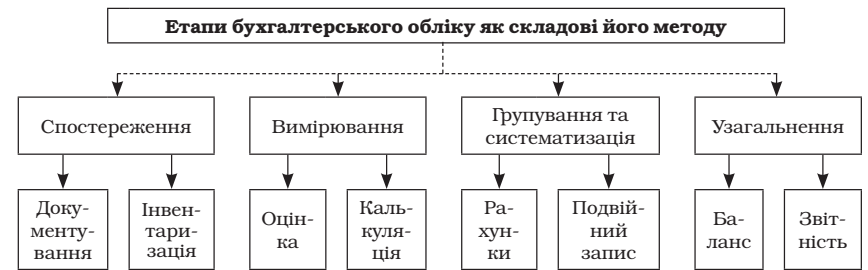 Етапи бухгалтерського обліку як складові його методу
Спостереження
Вимірювання
Групування та
систематизація
Узагальнення
Доку-
менту-
вання
Інвен-
тари-
зація
Оцін-
ка
Каль-
куля-
ція
Ра-
хун-
ки
Подвій-
ний
запис
Ба-
ланс
Звіт-
ність